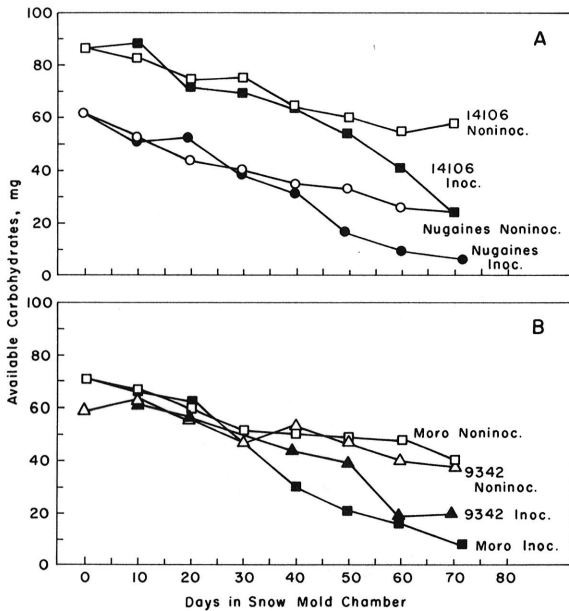 100
80
60
40
20
0
A
14106
Noninoc.
14106
Inoc.
Nugaines Noninoc.
Nugaines
Inoc.
Available Carbohydrates, mg
100
80
60
40
20
0
B
Moro Noninoc.
9342
Noninoc.
9342 Inoc.
Moro Inoc.
0 10 20 30 40 50 60 70 80
Days in Snow Mold Chamber